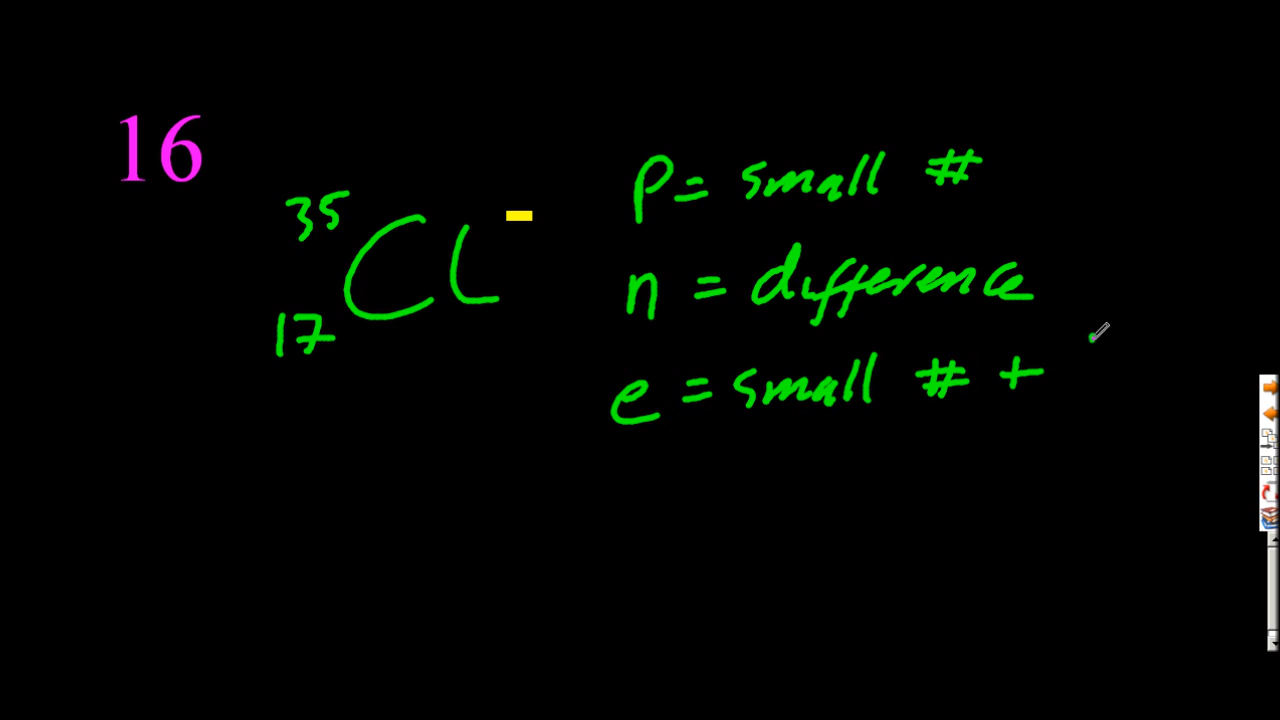 16
35
Cl-
17
p = small #
n = difference
e = small # +